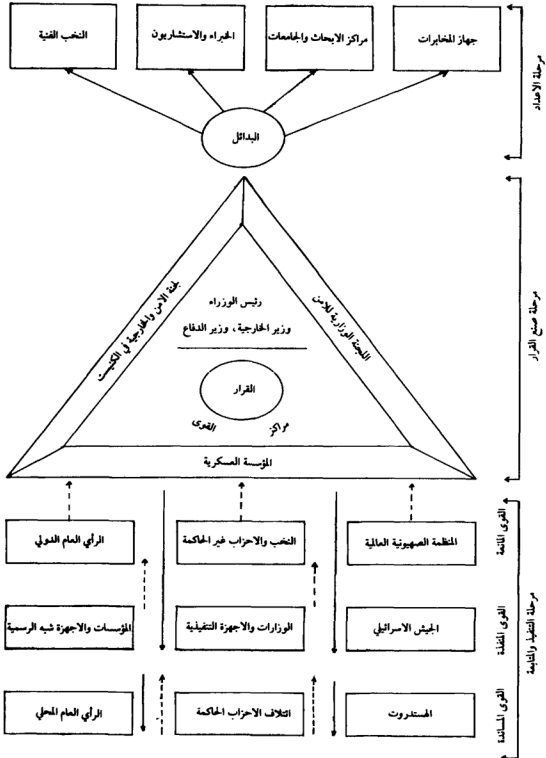 جهاز المخابرات
مراكز الابحاث والجامعات
الخبراء والاستشاريون
النخب الفنية
مرحلة الاعداد
البدائل
مرحلة صنع القرار
اللجنة الوزارية للامن
لجنة الامن والخارجية في الكنيست
رئيس الوزراء
وزير الخارجية، وزير الدفاع
القرار
مراكز
القوى
المؤسسة العسكرية
مرحلة التنفيذ والمتابعة
القوى المانعة
المنظمة الصهيونية العالمية
النخب والاحزاب غير الحاكمة
الرأي العام الدولي
القوى المنفذة
الجيش الاسرائيلي
الوزارات والاجهزة التنفيذية
المؤسسات والاجهزة شبه الرسمية
القوى المساندة
الهستدروت
ائتلاف الاحزاب الحاكمة
الرأي العام المحلي